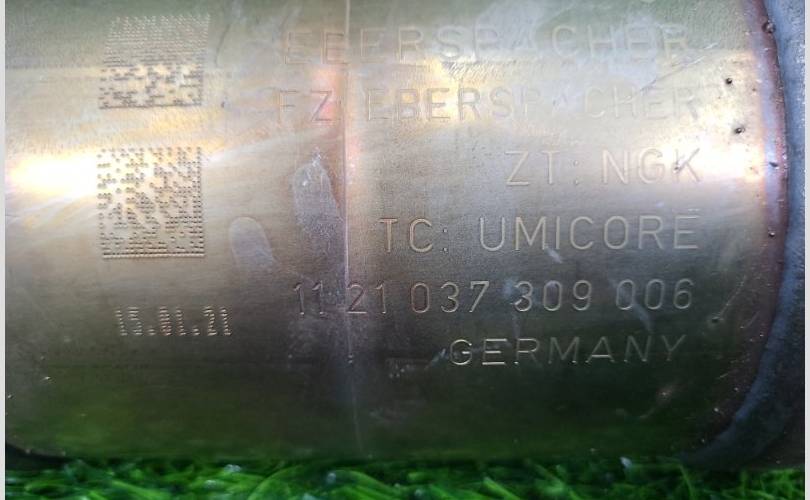 EBERSPACHER
FZ: EBERSPACHER
ZT: NGK
TC: UMICORE
11 21 037 309 006
15.01.21
GERMANY